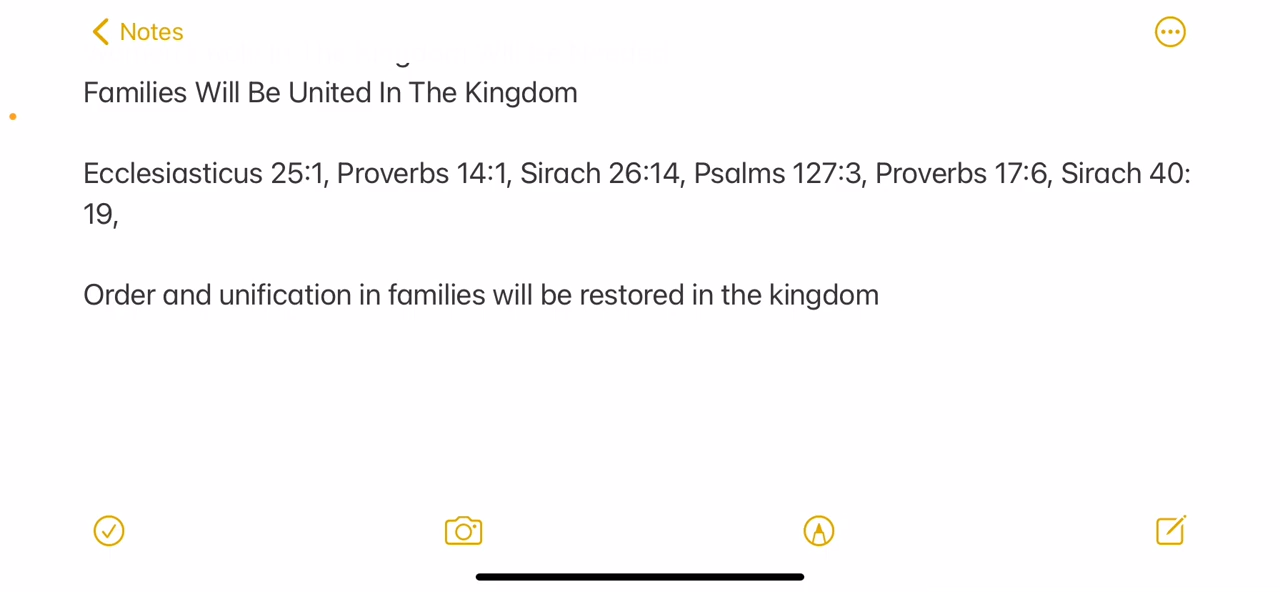 Notes
Families Will Be United In The Kingdom
Ecclesiasticus 25:1, Proverbs 14:1, Sirach 26:14, Psalms 127:3, Proverbs 17:6, Sirach 40:
19,
Order and unification in families will be restored in the kingdom